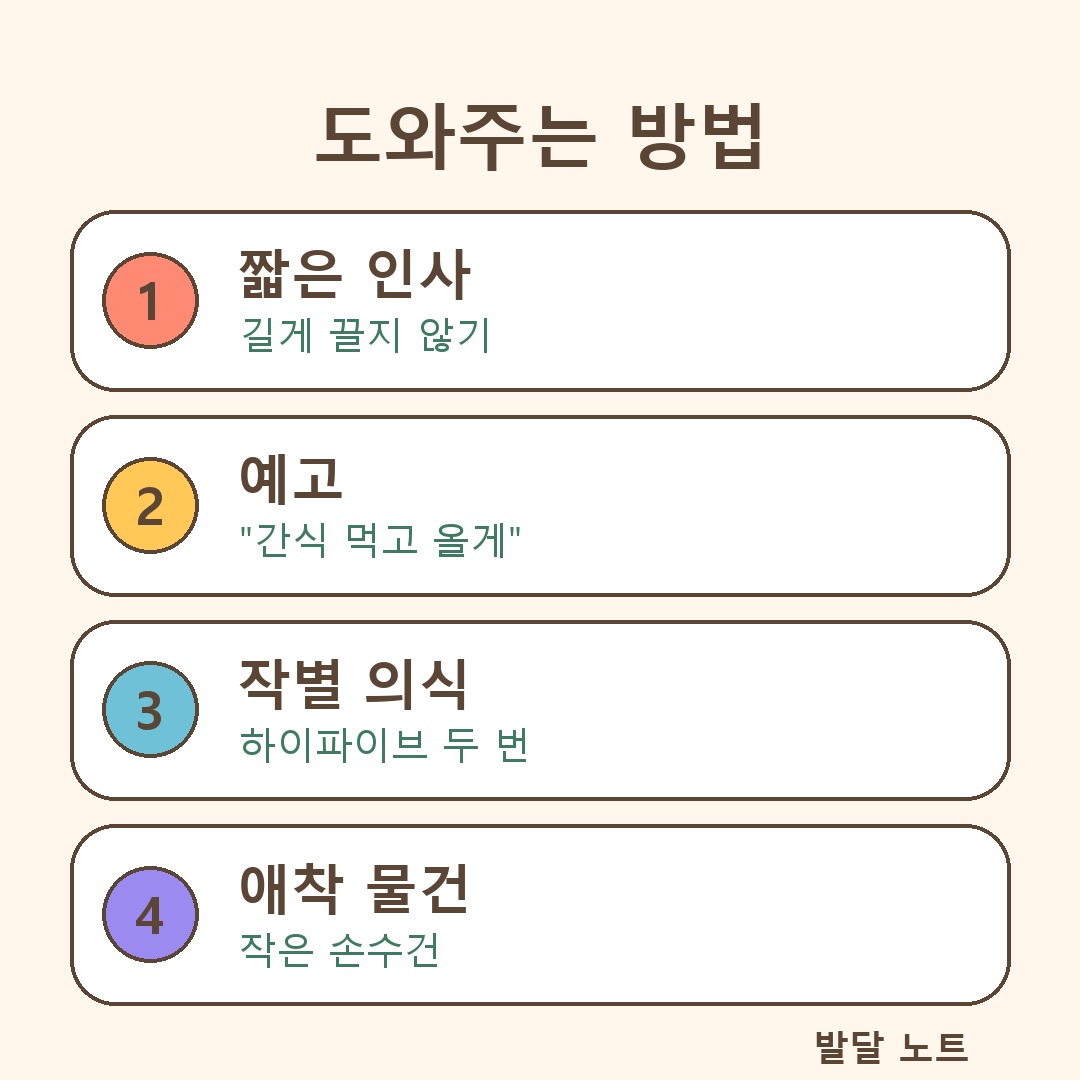 도와주는 방법
1
짧은 인사
길게 끌지 않기
2
예고
"간식 먹고 올게"
3
작별 의식
하이파이브 두 번
4
애착 물건
작은 손수건
발달 노트